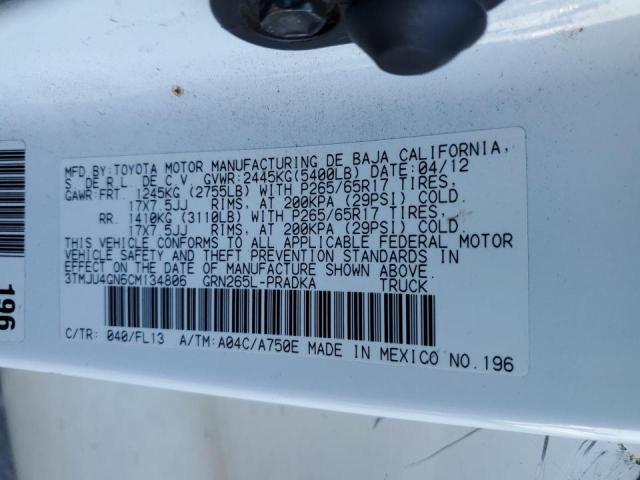 MFD.BY:TOYOTA MOTOR MANUFACTURING DE BAJA CALIFORNIA,
S DE R.L DE C.V GVWR:2445KG(5400LB) DATE:04/12
GAWR:FRT 1245KG (2755LB) WITH P265/65R17 TIRES,
17X7.5JJ RIMS, AT 200KPA (29PSI) COLD.
RR 1410KG (3110LB) WITH P265/65R17 TIRES,
17X7.5JJ RIMS, AT 200KPA (29PSI) COLD.
THIS VEHICLE CONFORMS TO ALL APPLICABLE FEDERAL MOTOR
VEHICLE SAFETY AND THEFT PREVENTION STANDARDS IN
EFFECT ON THE DATE OF MANUFACTURE SHOWN ABOVE.
3TMJU4GN6CM134806 GRN265L-PRADKA TRUCK
C/TR: 040/FL13 A/TM:A04C/A750E MADE IN MEXICO NO.196
196